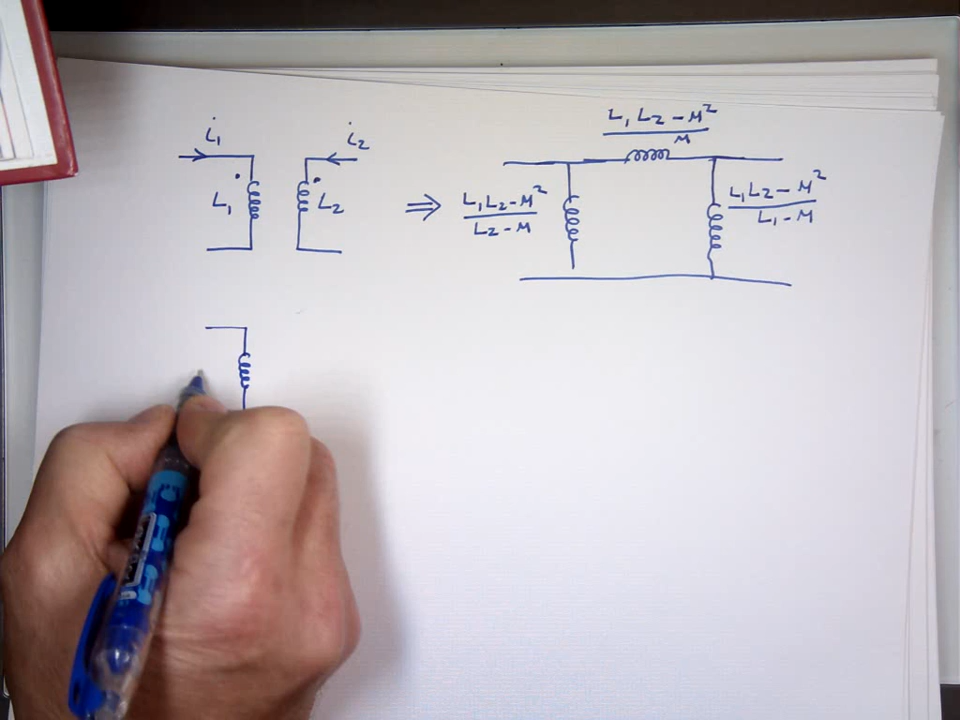 i₁
i₂
L₁
L₂
⇒
L₁L₂-M²
M
L₁L₂-M²
L₂-M
L₁L₂-M²
L₁-M